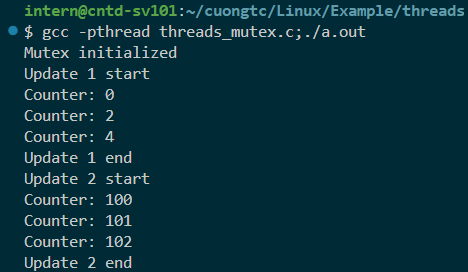 intern@cntd-sv101:~/cuongtc/Linux/Example/threads
$ gcc -pthread threads_mutex.c;./a.out
Mutex initialized
Update 1 start
Counter: 0
Counter: 2
Counter: 4
Update 1 end
Update 2 start
Counter: 100
Counter: 101
Counter: 102
Update 2 end